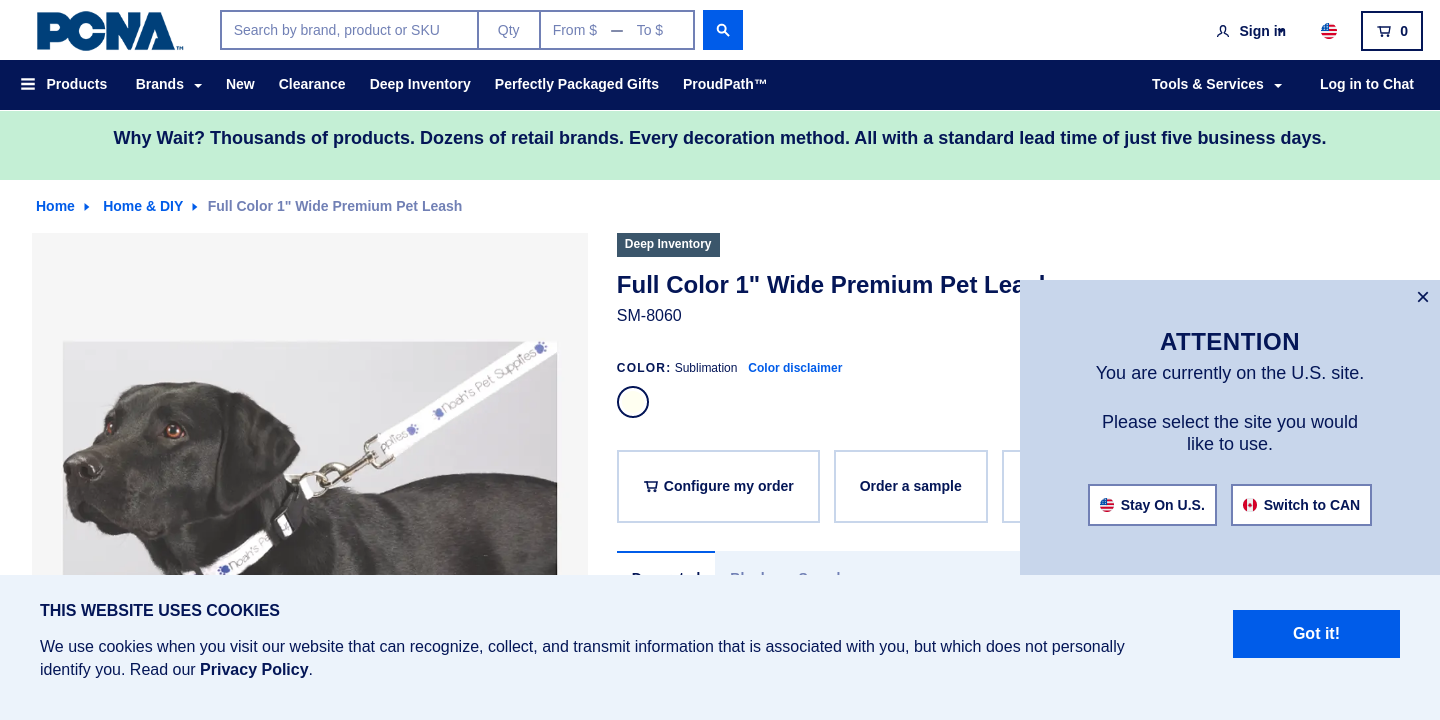 PCNA™
Search by brand, product or SKU
Qty
From $ — To $
Sign in
0
Products
Brands
New
Clearance
Deep Inventory
Perfectly Packaged Gifts
ProudPath™
Tools & Services
Log in to Chat
Why Wait? Thousands of products. Dozens of retail brands. Every decoration method. All with a standard lead time of just five business days.
Home
Home & DIY
Full Color 1" Wide Premium Pet Leash
Noah's Pet Supplies
Noah's Pet
Deep Inventory
Full Color 1" Wide Premium Pet Leash
SM-8060
COLOR: Sublimation
Color disclaimer
Configure my order
Order a sample
×
ATTENTION
You are currently on the U.S. site.
Please select the site you would
like to use.
Stay On U.S.
Switch to CAN
THIS WEBSITE USES COOKIES
We use cookies when you visit our website that can recognize, collect, and transmit information that is associated with you, but which does not personally
identify you. Read our Privacy Policy.
Got it!